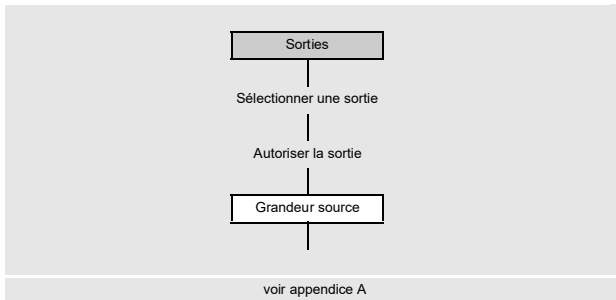 Sorties
Sélectionner une sortie
Autoriser la sortie
Grandeur source
voir appendice A